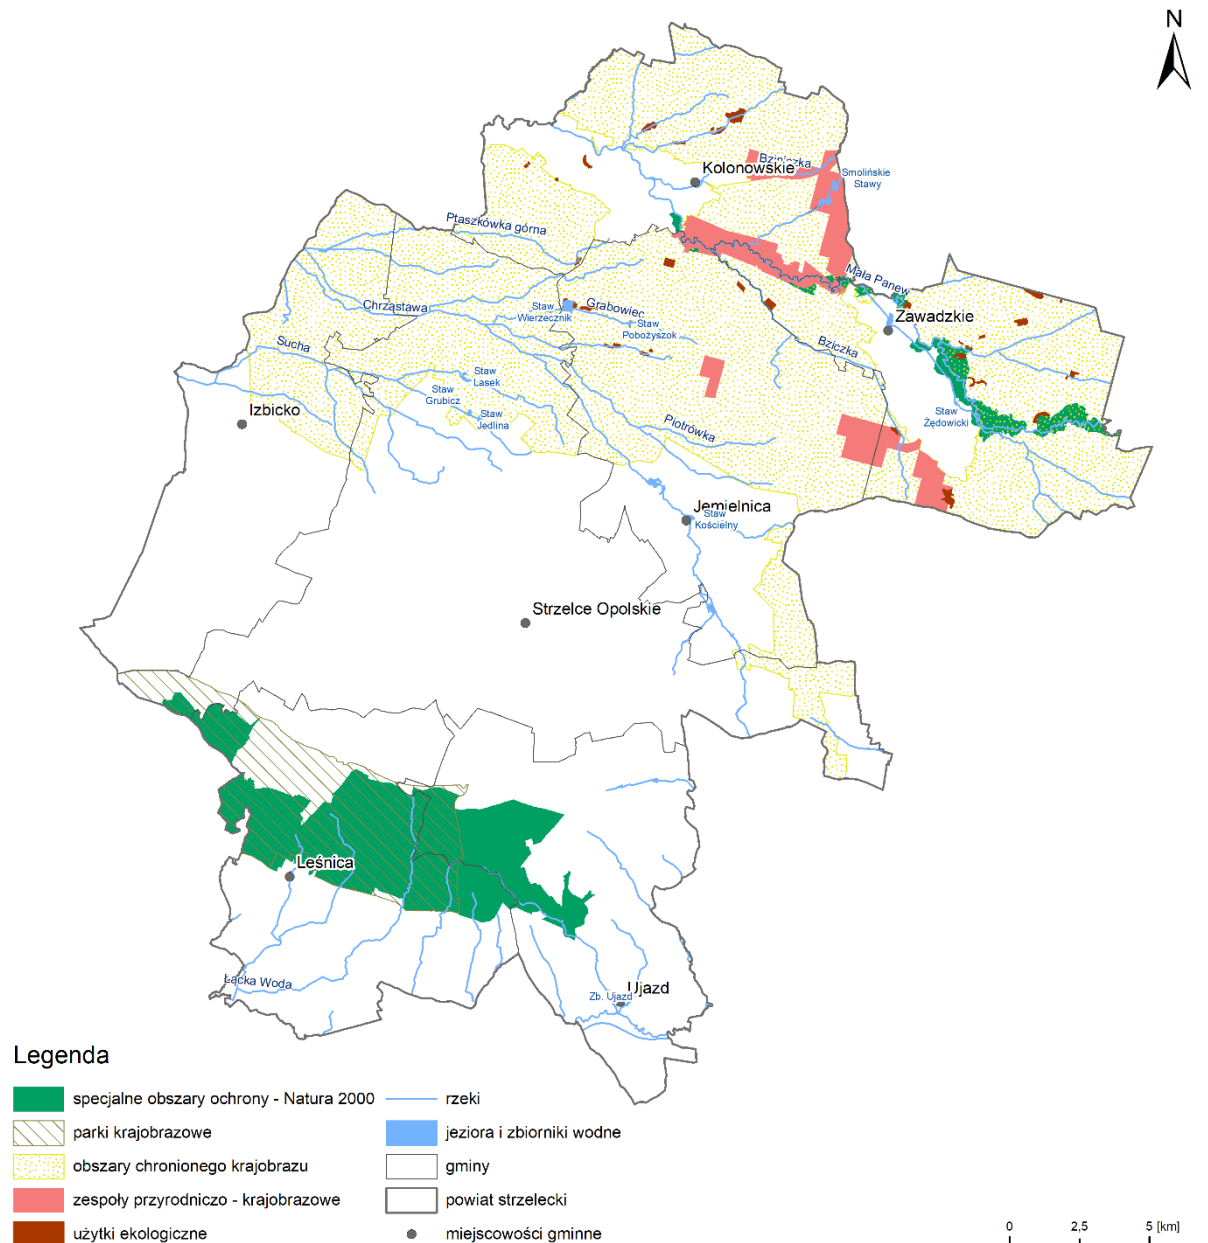 N
Kolonowskie
Bziniczka
Smolińskie
Stawy
Ptaszkówka górna
Mała Panew
Chrząstawa
Staw
Wierzecznik
Grabowiec
Staw
Pobożyszok
Zawadzkie
Sucha
Bziczka
Staw
Lasek
Staw
Grubicz
Staw
Jedlina
Izbicko
Staw
Żędowicki
Piotrówka
Jemielnica
Staw
Kościelny
Strzelce Opolskie
Leśnica
Łącka Woda
Ujazd
Zb. Ujazd
Legenda
specjalne obszary ochrony - Natura 2000
parki krajobrazowe
obszary chronionego krajobrazu
zespoły przyrodniczo - krajobrazowe
użytki ekologiczne
rzeki
jeziora i zbiorniki wodne
gminy
powiat strzelecki
miejscowości gminne
0 2,5 5 [km]